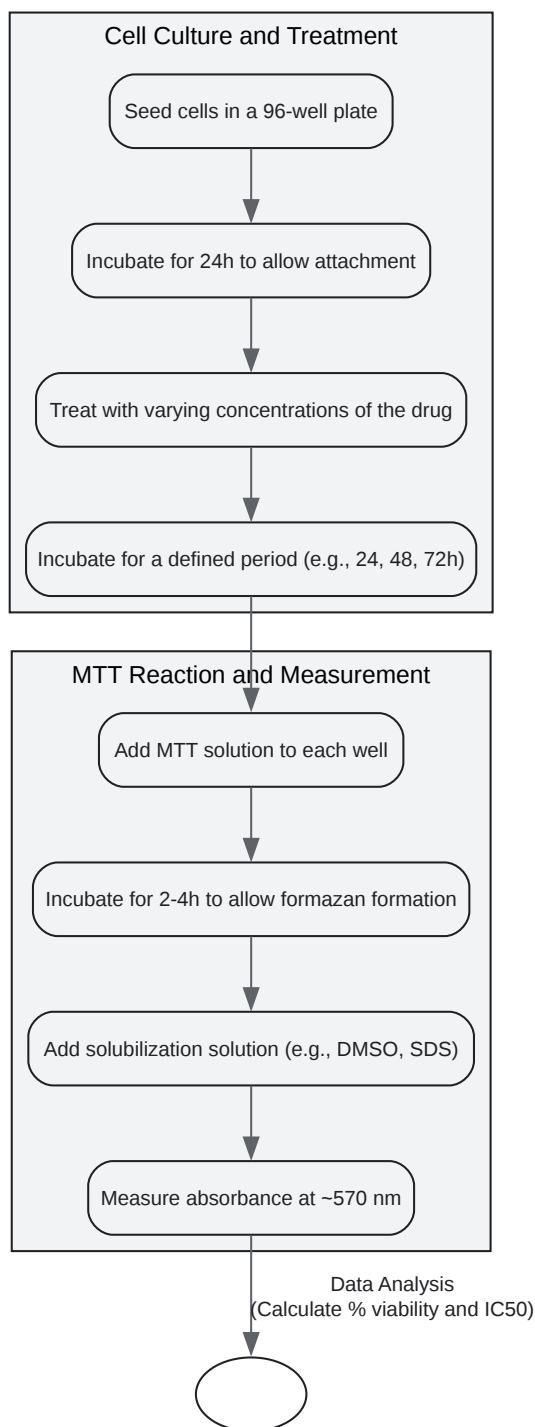 Cell Culture and Treatment
Seed cells in a 96-well plate
Incubate for 24h to allow attachment
Treat with varying concentrations of the drug
Incubate for a defined period (e.g., 24, 48, 72h)
MTT Reaction and Measurement
Add MTT solution to each well
Incubate for 2-4h to allow formazan formation
Add solubilization solution (e.g., DMSO, SDS)
Measure absorbance at ~570 nm
Data Analysis
(Calculate % viability and IC50)